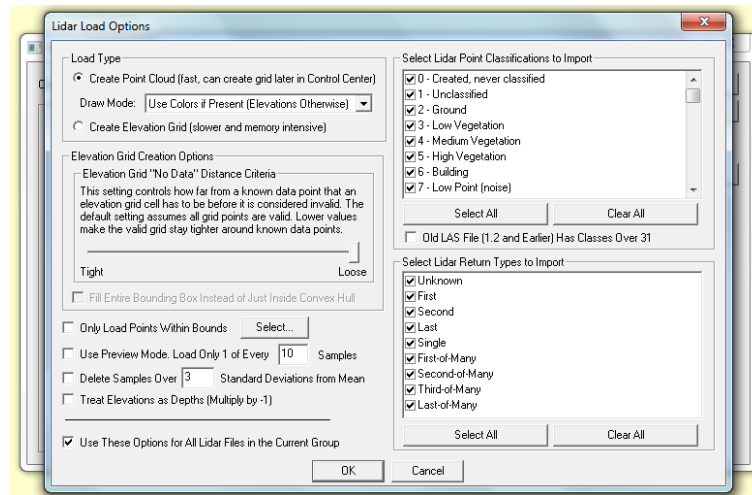 Lidar Load Options
Load Type
Create Point Cloud (fast, can create grid later in Control Center)
Draw Mode: Use Colors if Present (Elevations Otherwise)
Create Elevation Grid (slower and memory intensive)
Elevation Grid Creation Options
Elevation Grid "No Data" Distance Criteria
This setting controls how far from a known data point that an
elevation grid cell has to be before it is considered invalid. The
default setting assumes all grid points are valid. Lower values
make the valid grid stay tighter around known data points.
Tight Loose
Fill Entire Bounding Box Instead of Just Inside Convex Hull
Only Load Points Within Bounds Select...
Use Preview Mode. Load Only 1 of Every 10 Samples
Delete Samples Over 3 Standard Deviations from Mean
Treat Elevations as Depths (Multiply by -1)
Use These Options for All Lidar Files in the Current Group
Select Lidar Point Classifications to Import
0 - Created, never classified
1 - Unclassified
2 - Ground
3 - Low Vegetation
4 - Medium Vegetation
5 - High Vegetation
6 - Building
7 - Low Point (noise)
Select All Clear All
Old LAS File (1.2 and Earlier) Has Classes Over 31
Select Lidar Return Types to Import
Unknown
First
Second
Last
Single
First-of-Many
Second-of-Many
Third-of-Many
Last-of-Many
Select All Clear All
OK Cancel